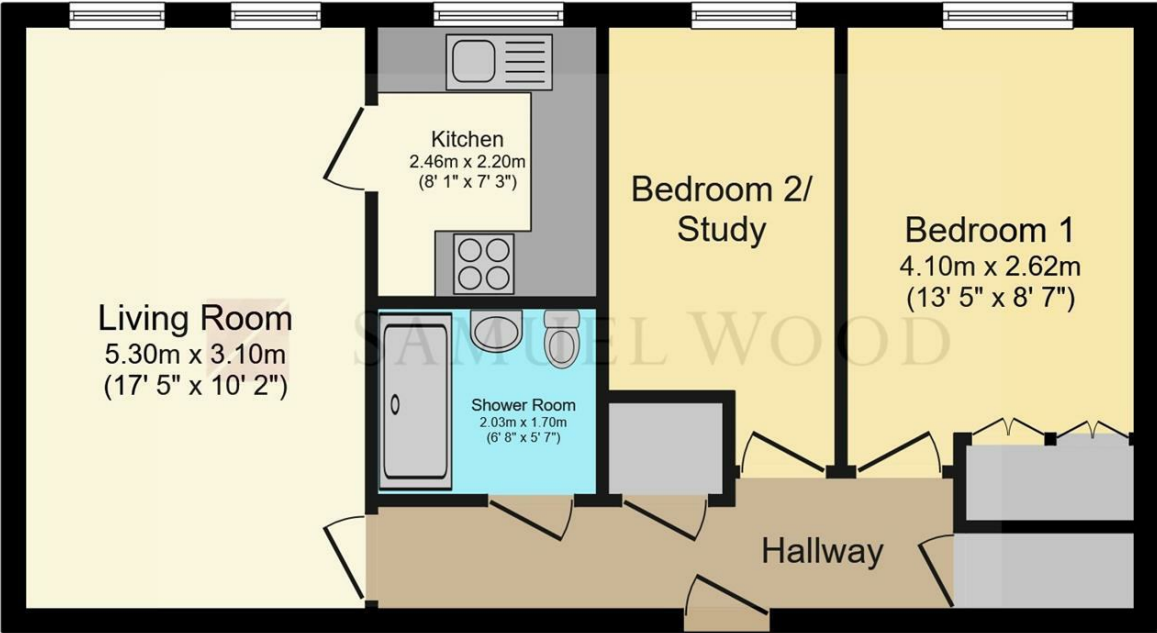 Living Room
5.30m x 3.10m
(17' 5" x 10' 2")
Kitchen
2.46m x 2.20m
(8' 1" x 7' 3")
Shower Room
2.03m x 1.70m
(6' 8" x 5' 7")
Bedroom 2/
Study
Bedroom 1
4.10m x 2.62m
(13' 5" x 8' 7")
Hallway
SAMUEL WOOD